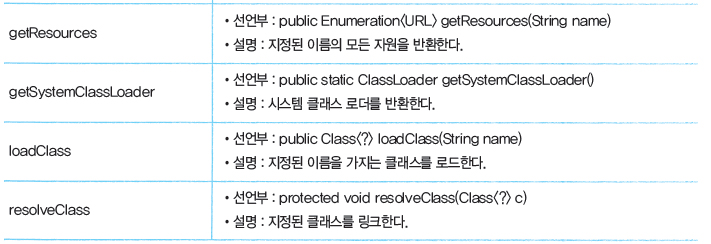 getResources
• 선언부 : public Enumeration〈URL〉 getResources(String name)
• 설명 : 지정된 이름의 모든 자원을 반환한다.
getSystemClassLoader
• 선언부 : public static ClassLoader getSystemClassLoader()
• 설명 : 시스템 클래스 로더를 반환한다.
loadClass
• 선언부 : public Class〈?〉 loadClass(String name)
• 설명 : 지정된 이름을 가지는 클래스를 로드한다.
resolveClass
• 선언부 : protected void resolveClass(Class〈?〉 c)
• 설명 : 지정된 클래스를 링크한다.